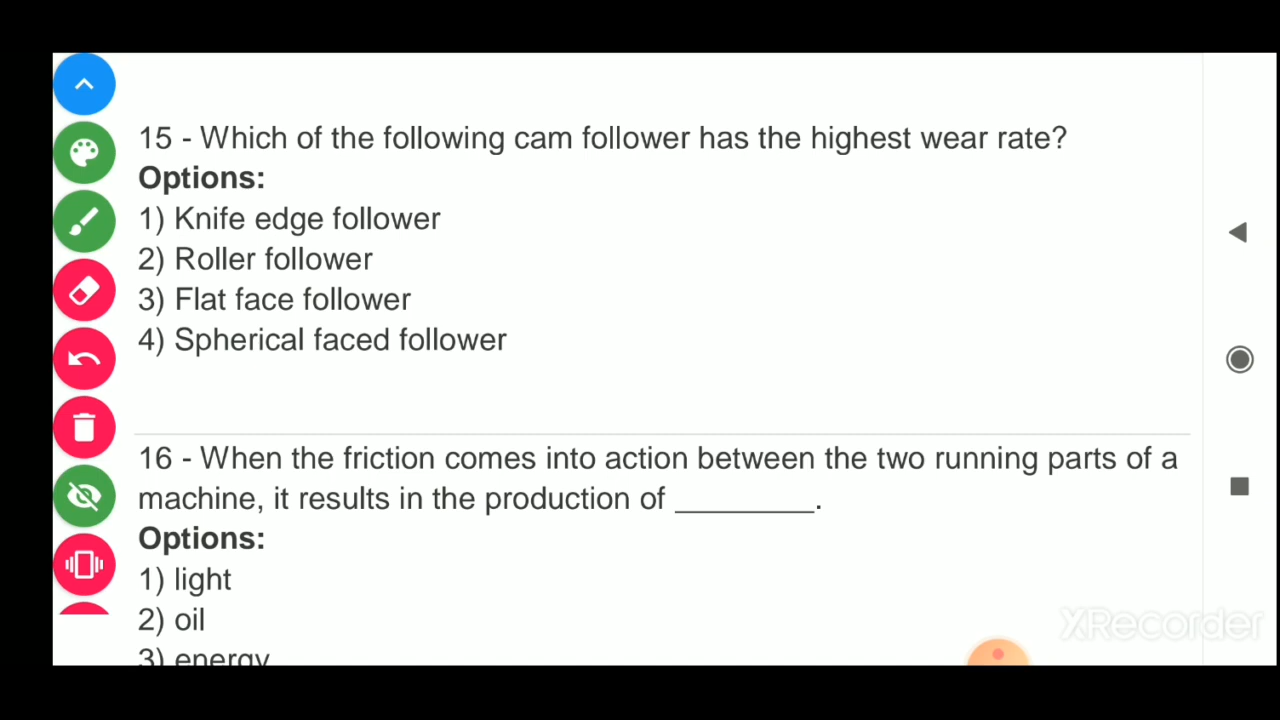 15 - Which of the following cam follower has the highest wear rate?
Options:
1) Knife edge follower
2) Roller follower
3) Flat face follower
4) Spherical faced follower
16 - When the friction comes into action between the two running parts of a
machine, it results in the production of _________.
Options:
1) light
2) oil
3) energy
XRecorder